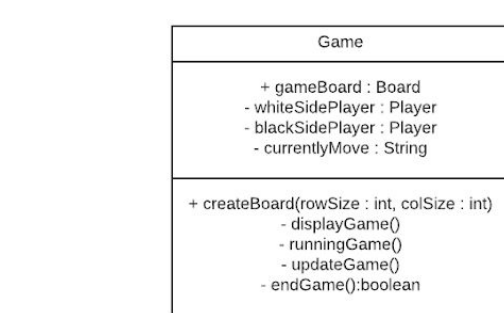 Game
+ gameBoard : Board
- whiteSidePlayer : Player
- blackSidePlayer : Player
- currentlyMove : String
+ createBoard(rowSize : int, colSize : int)
- displayGame()
- runningGame()
- updateGame()
- endGame():boolean